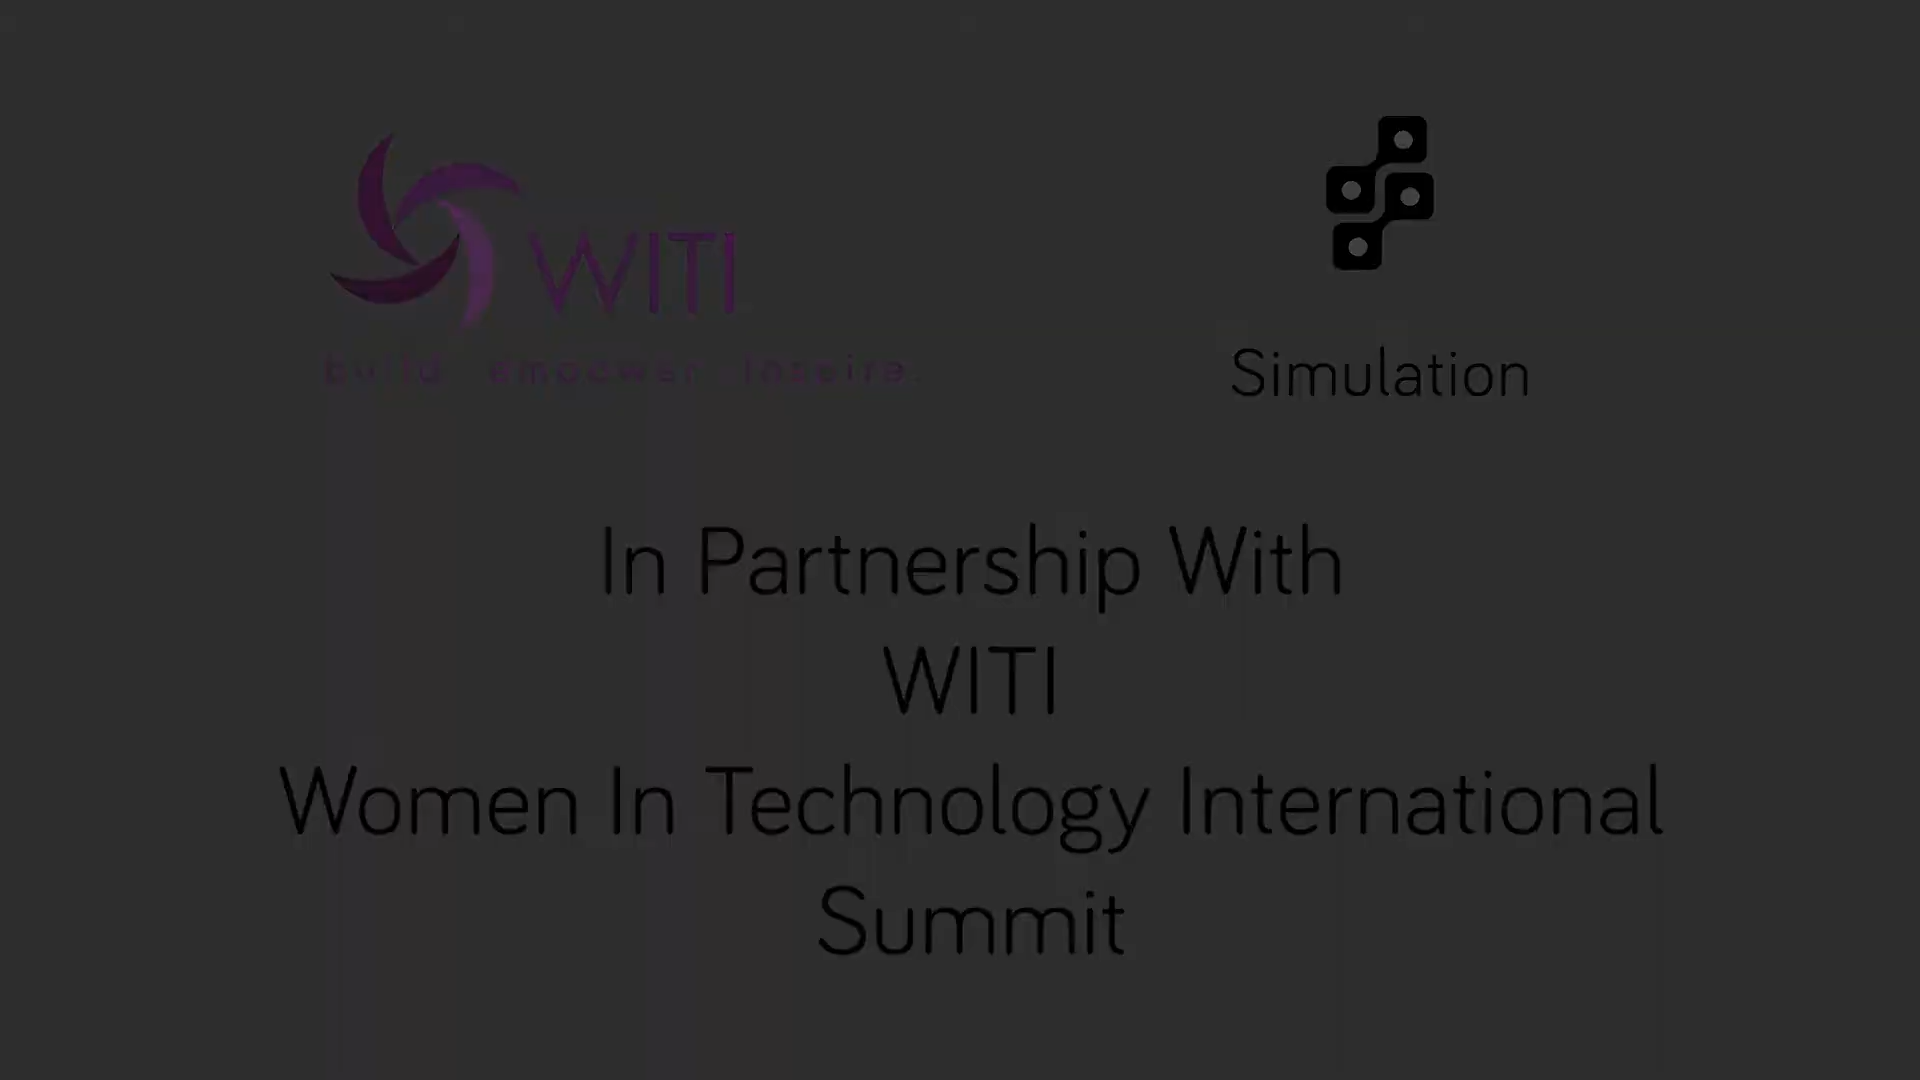 WITI
build. empower. inspire.
Simulation
In Partnership With
WITI
Women In Technology International
Summit